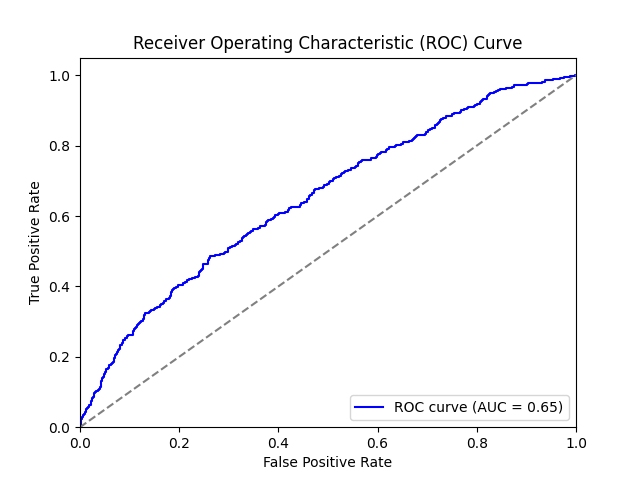 Receiver Operating Characteristic (ROC) Curve
True Positive Rate
1.0
0.8
0.6
0.4
0.2
0.0
0.0 0.2 0.4 0.6 0.8 1.0
False Positive Rate
ROC curve (AUC = 0.65)